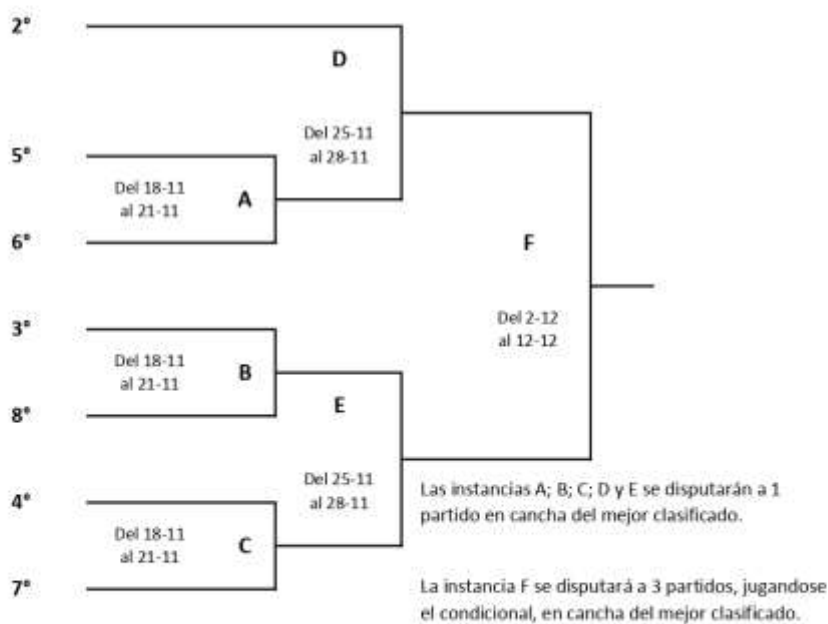 2°
D
Del 25-11
al 28-11
5°
Del 18-11
al 21-11
A
6°
F
Del 2-12
al 12-12
3°
Del 18-11
al 21-11
B
8°
E
Del 25-11
al 28-11
4°
Del 18-11
al 21-11
C
7°
Las instancias A; B; C; D y E se disputarán a 1
partido en cancha del mejor clasificado.
La instancia F se disputará a 3 partidos, jugandose
el condicional, en cancha del mejor clasificado.